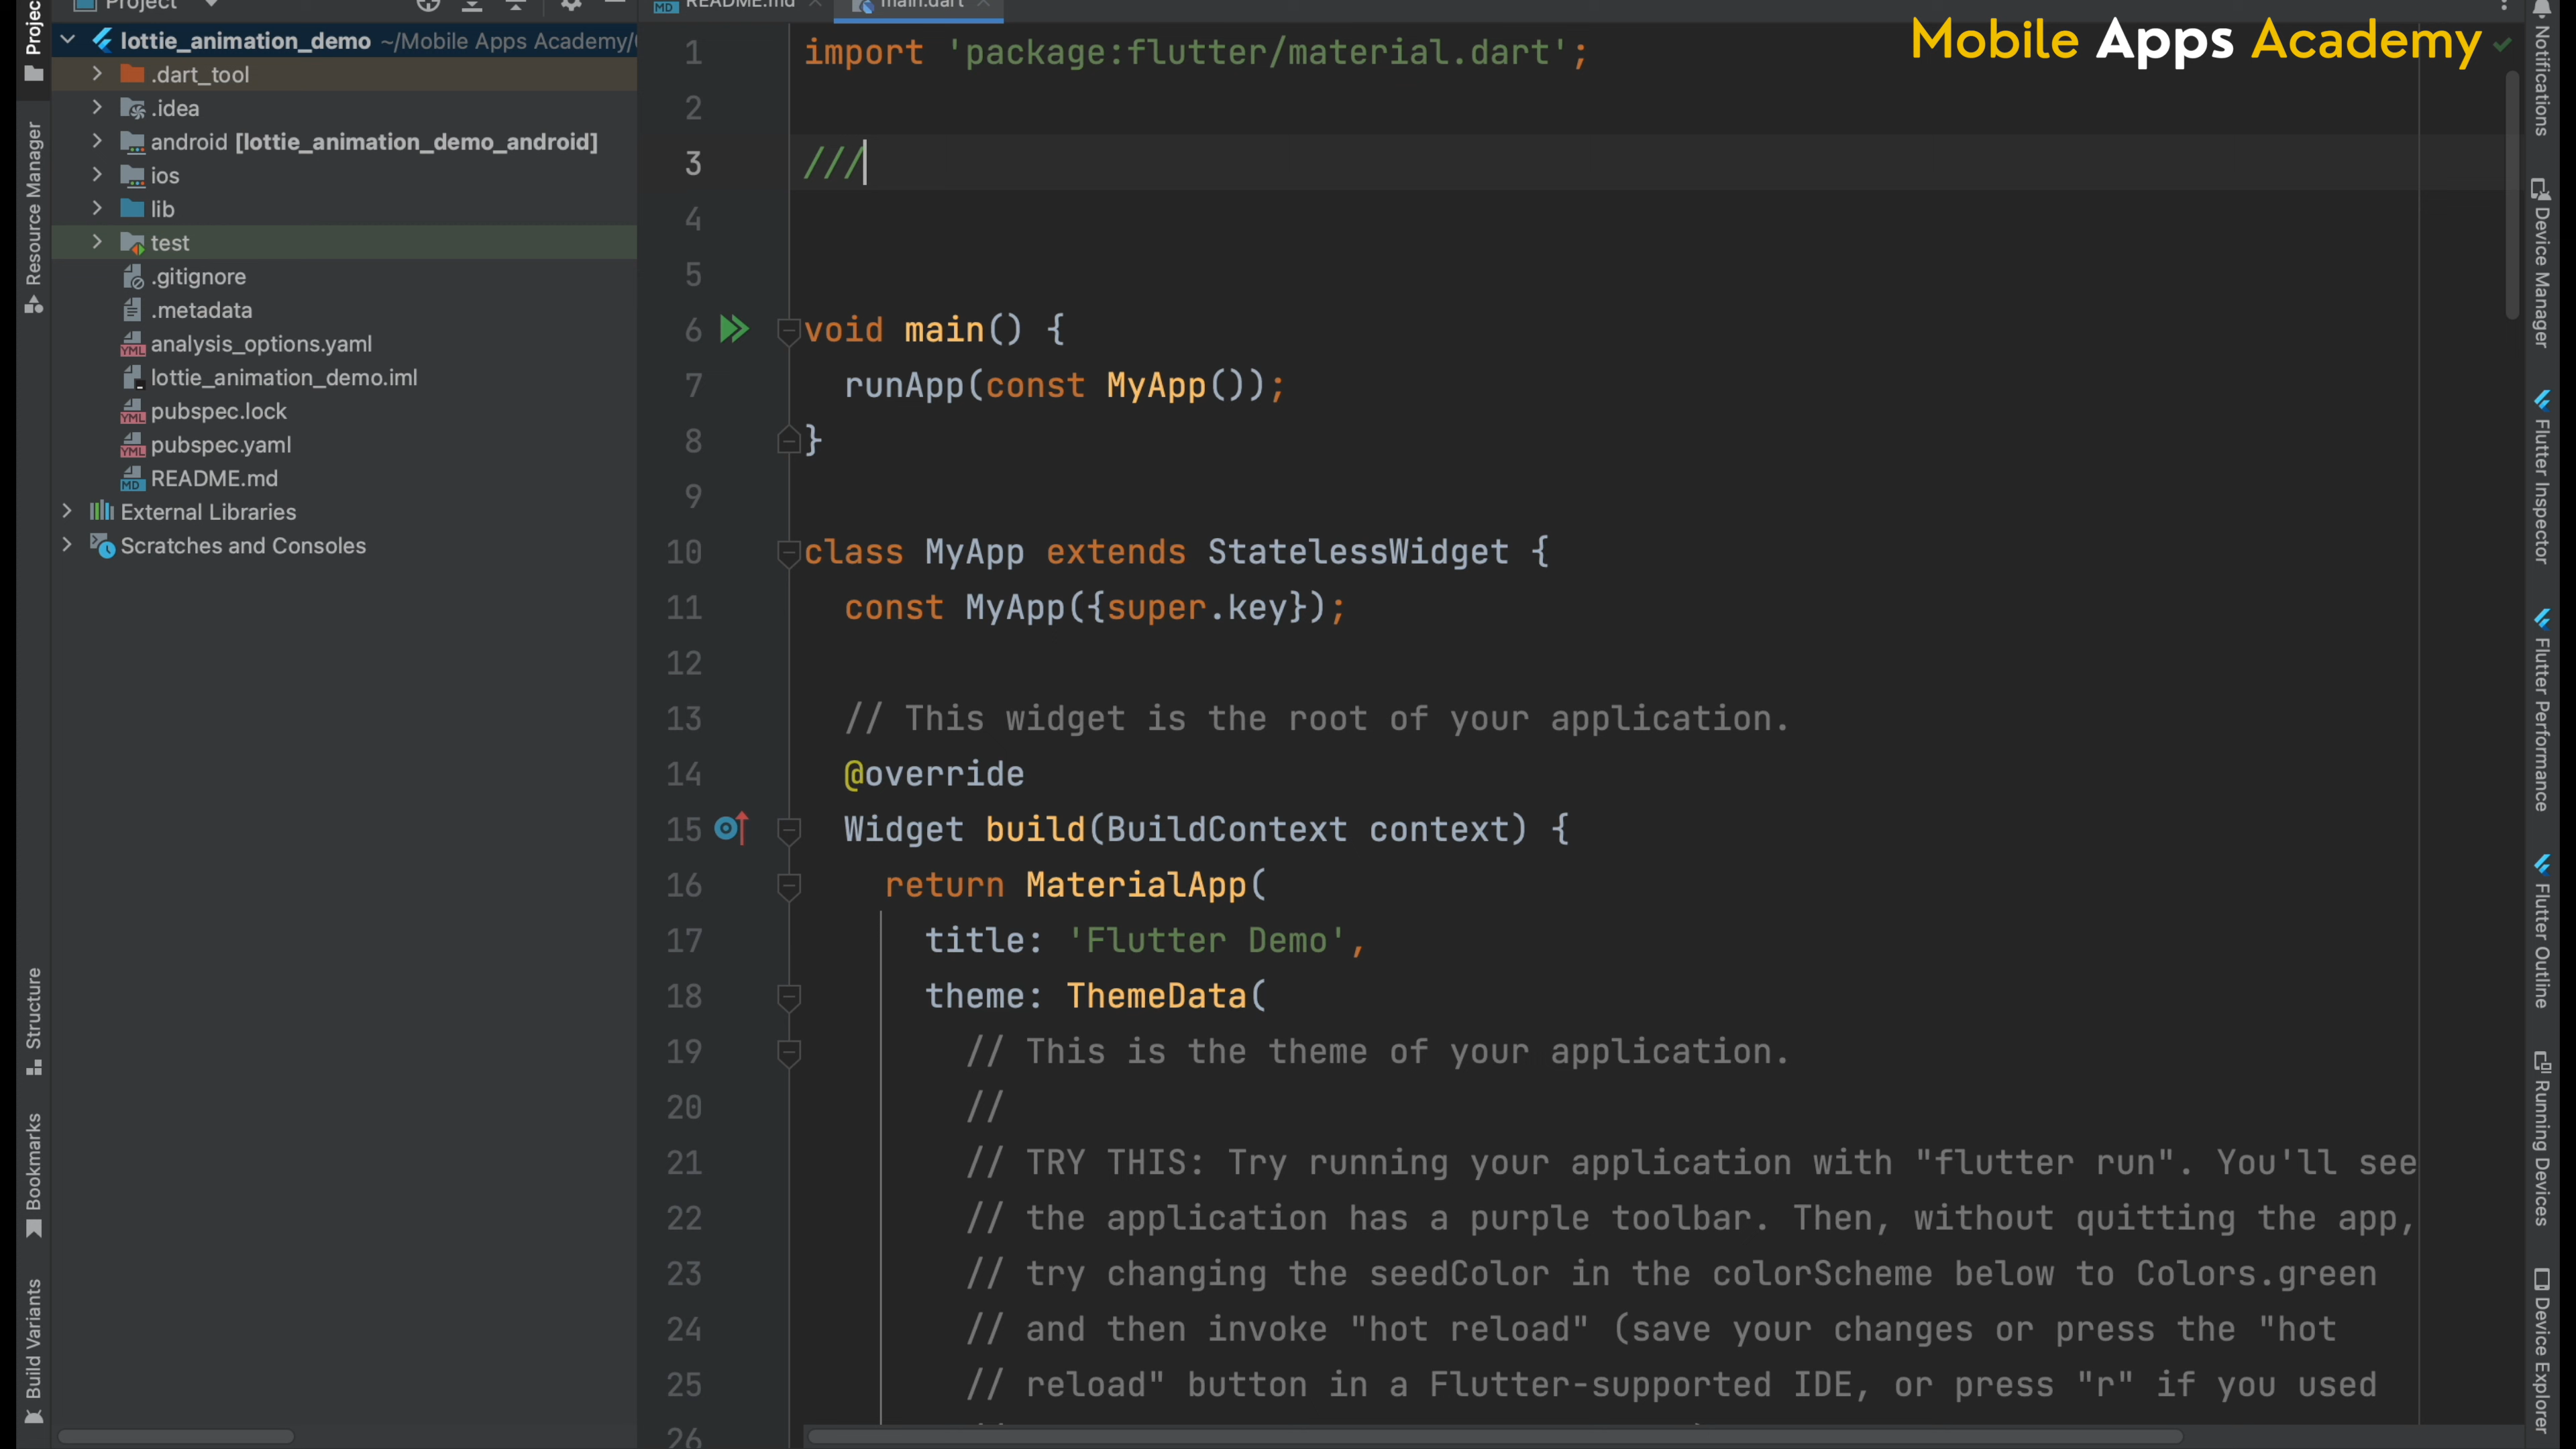 Project
README.md
main.dart
Mobile Apps Academy
lottie_animation_demo ~/Mobile Apps Academy/
.dart_tool
.idea
android [lottie_animation_demo_android]
ios
lib
test
.gitignore
.metadata
analysis_options.yaml
lottie_animation_demo.iml
pubspec.lock
pubspec.yaml
README.md
External Libraries
Scratches and Consoles
1 import 'package:flutter/material.dart';
2
3 ///
4
5
6 void main() {
7 runApp(const MyApp());
8 }
9
10 class MyApp extends StatelessWidget {
11 const MyApp({super.key});
12
13 // This widget is the root of your application.
14 @override
15 Widget build(BuildContext context) {
16 return MaterialApp(
17 title: 'Flutter Demo',
18 theme: ThemeData(
19 // This is the theme of your application.
20 //
21 // TRY THIS: Try running your application with "flutter run". You'll see
22 // the application has a purple toolbar. Then, without quitting the app,
23 // try changing the seedColor in the colorScheme below to Colors.green
24 // and then invoke "hot reload" (save your changes or press the "hot
25 // reload" button in a Flutter-supported IDE, or press "r" if you used
26
Resource Manager
Structure
Bookmarks
Build Variants
Notifications
Device Manager
Flutter Inspector
Flutter Performance
Flutter Outline
Running Devices
Device Explorer